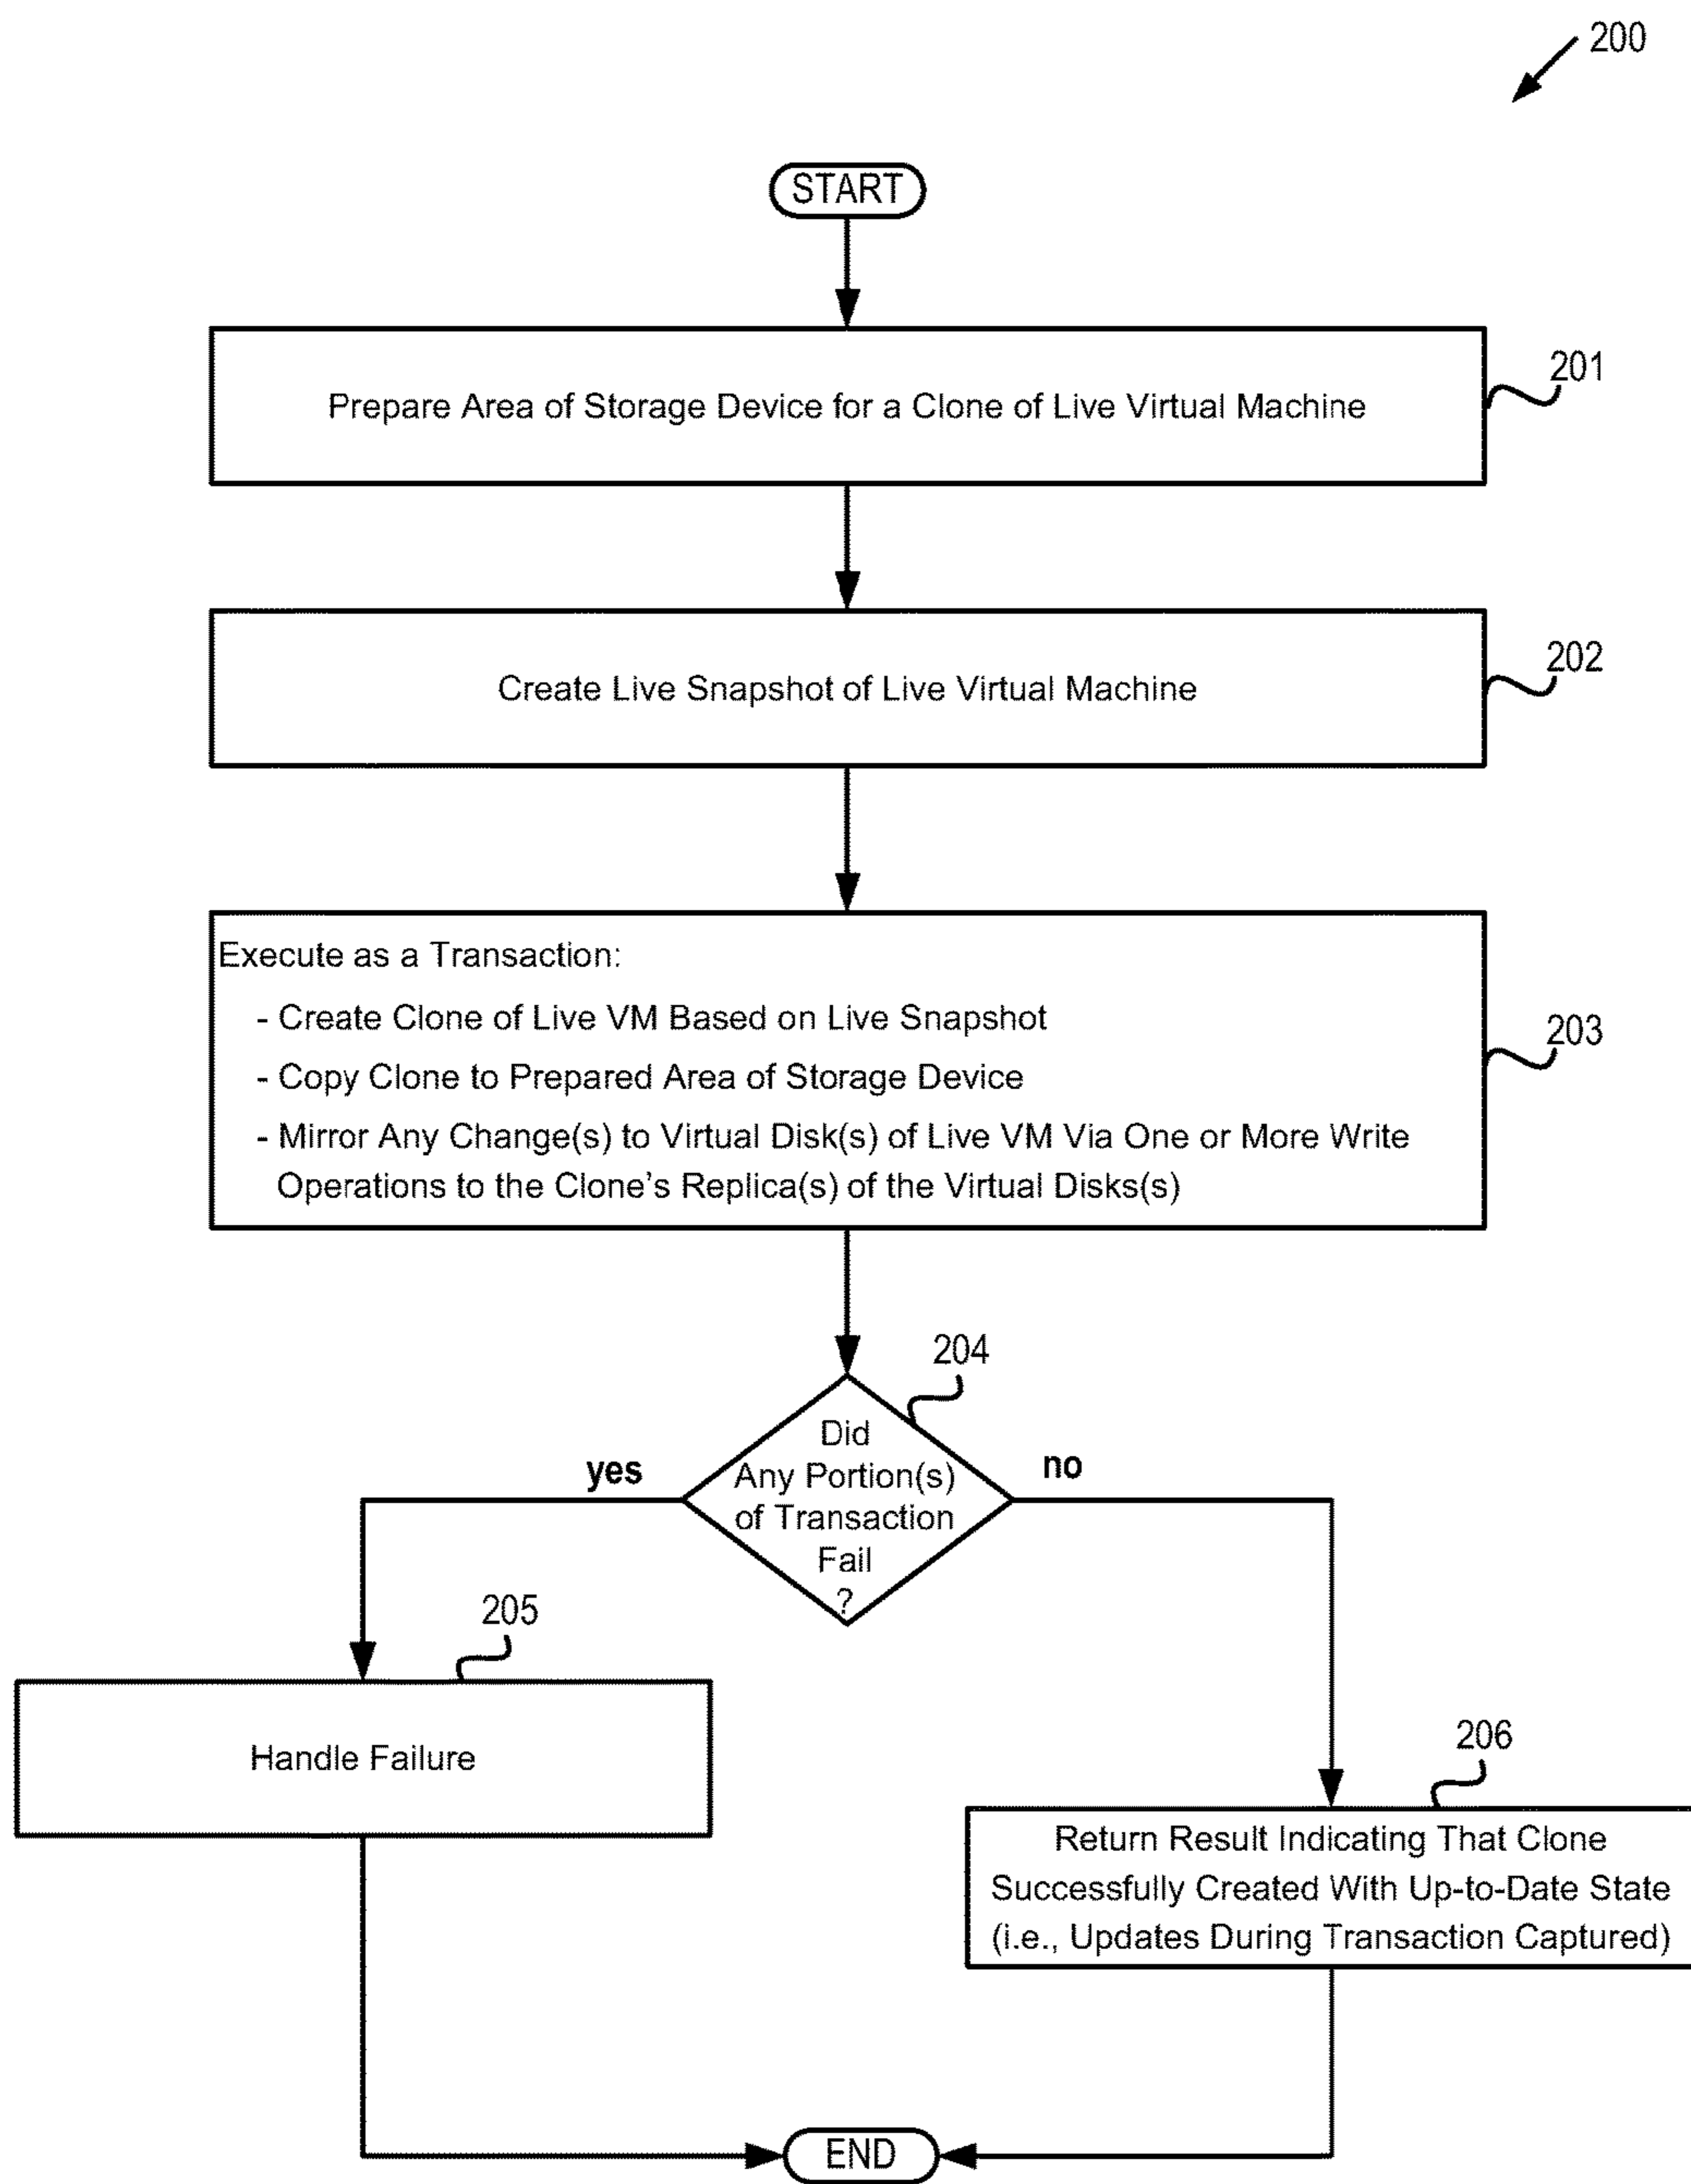 200
START
Prepare Area of Storage Device for a Clone of Live Virtual Machine
201
Create Live Snapshot of Live Virtual Machine
202
Execute as a Transaction:
- Create Clone of Live VM Based on Live Snapshot
- Copy Clone to Prepared Area of Storage Device
- Mirror Any Change(s) to Virtual Disk(s) of Live VM Via One or More Write
Operations to the Clone's Replica(s) of the Virtual Disks(s)
203
204
Did
Any Portion(s)
of Transaction
Fail
?
yes
no
205
Handle Failure
206
Return Result Indicating That Clone
Successfully Created With Up-to-Date State
(i.e., Updates During Transaction Captured)
END